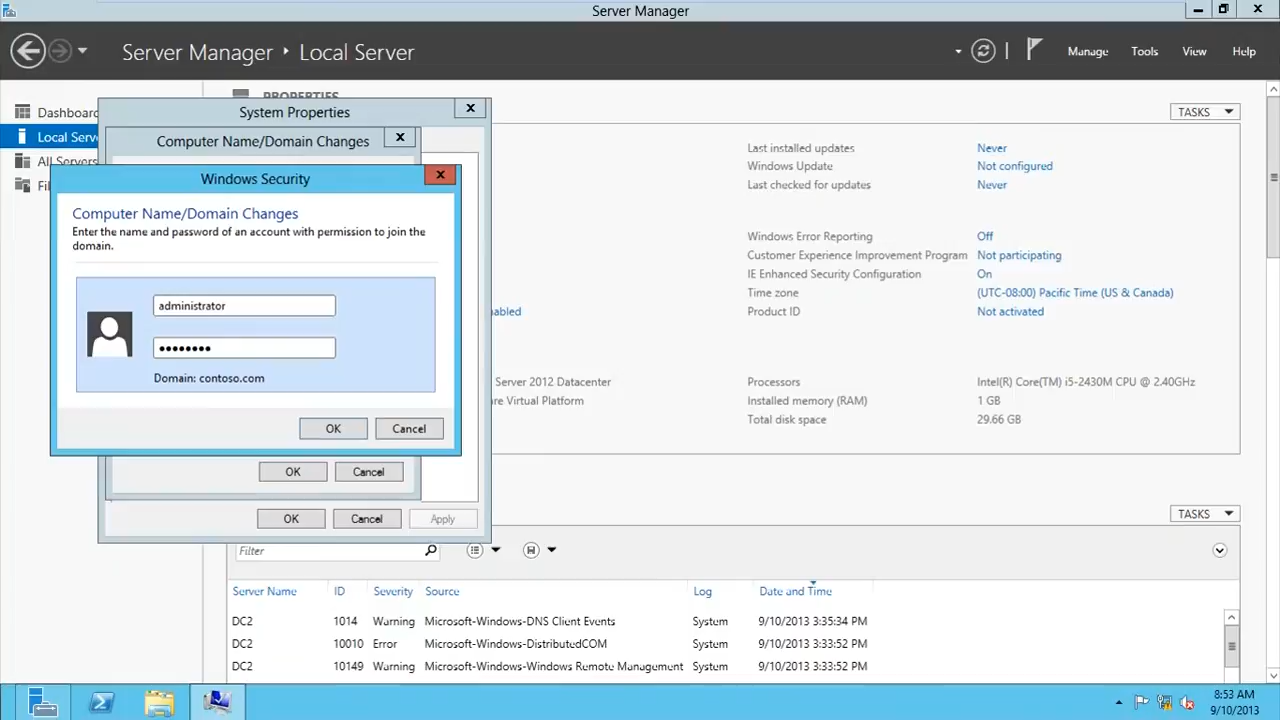 Server Manager
Server Manager ▸ Local Server
Manage Tools View Help
Dashboard
Local Serv
All Servers
Fi
PROPERTIES
TASKS
System Properties
Computer Name/Domain Changes
Windows Security
Computer Name/Domain Changes
Enter the name and password of an account with permission to join the
domain.
administrator
••••••••
Domain: contoso.com
OK Cancel
OK Cancel
OK Cancel Apply
Last installed updates Never
Windows Update Not configured
Last checked for updates Never
Windows Error Reporting Off
Customer Experience Improvement Program Not participating
IE Enhanced Security Configuration On
Time zone (UTC-08:00) Pacific Time (US & Canada)
abled Product ID Not activated
Server 2012 Datacenter Processors Intel(R) Core(TM) i5-2430M CPU @ 2.40GHz
re Virtual Platform Installed memory (RAM) 1 GB
Total disk space 29.66 GB
TASKS
Filter
Server Name ID Severity Source Log Date and Time
DC2 1014 Warning Microsoft-Windows-DNS Client Events System 9/10/2013 3:35:34 PM
DC2 10010 Error Microsoft-Windows-DistributedCOM System 9/10/2013 3:33:52 PM
DC2 10149 Warning Microsoft-Windows-Windows Remote Management System 9/10/2013 3:33:52 PM
8:53 AM
9/10/2013